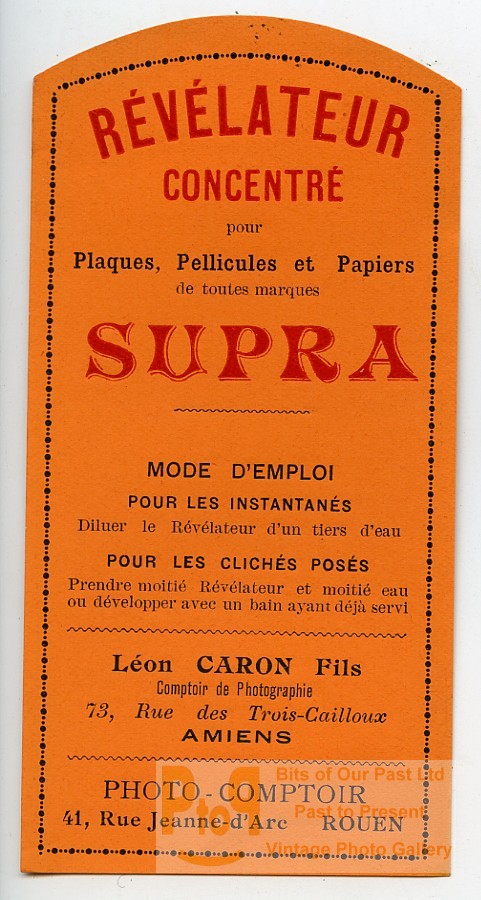 RÉVÉLATEUR
CONCENTRÉ
pour
Plaques, Pellicules et Papiers
de toutes marques
SUPRA
MODE D'EMPLOI
POUR LES INSTANTANÉS
Diluer le Révélateur d'un tiers d'eau
POUR LES CLICHÉS POSÉS
Prendre moitié Révélateur et moitié eau
ou développer avec un bain ayant déjà servi
Léon CARON Fils
Comptoir de Photographie
73, Rue des Trois-Cailloux
AMIENS
PHOTO-COMPTOIR
41, Rue Jeanne-d'Arc ROUEN
PtoP
Bits of Our Past Ltd
Past to Present
Vintage Photo Gallery